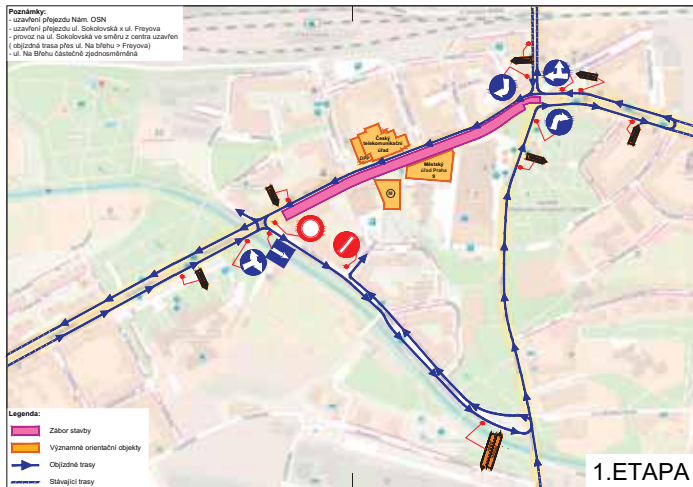 Poznámky:
- uzavření přejezdu Nám. OSN
- uzavření přejezdu ul. Sokolovská x ul. Freyova
- provoz na ul. Sokolovská ve směru z centra uzavřen
( objízdná trasa přes ul. Na břehu > Freyova)
- ul. Na Břehu částečně zjednosměrněná
Český
telekomunikační
úřad
DPP
Městský
úřad Praha
9
M
Legenda:
Zábor stavby
Významné orientační objekty
Objízdné trasy
Stávající trasy
1.ETAPA